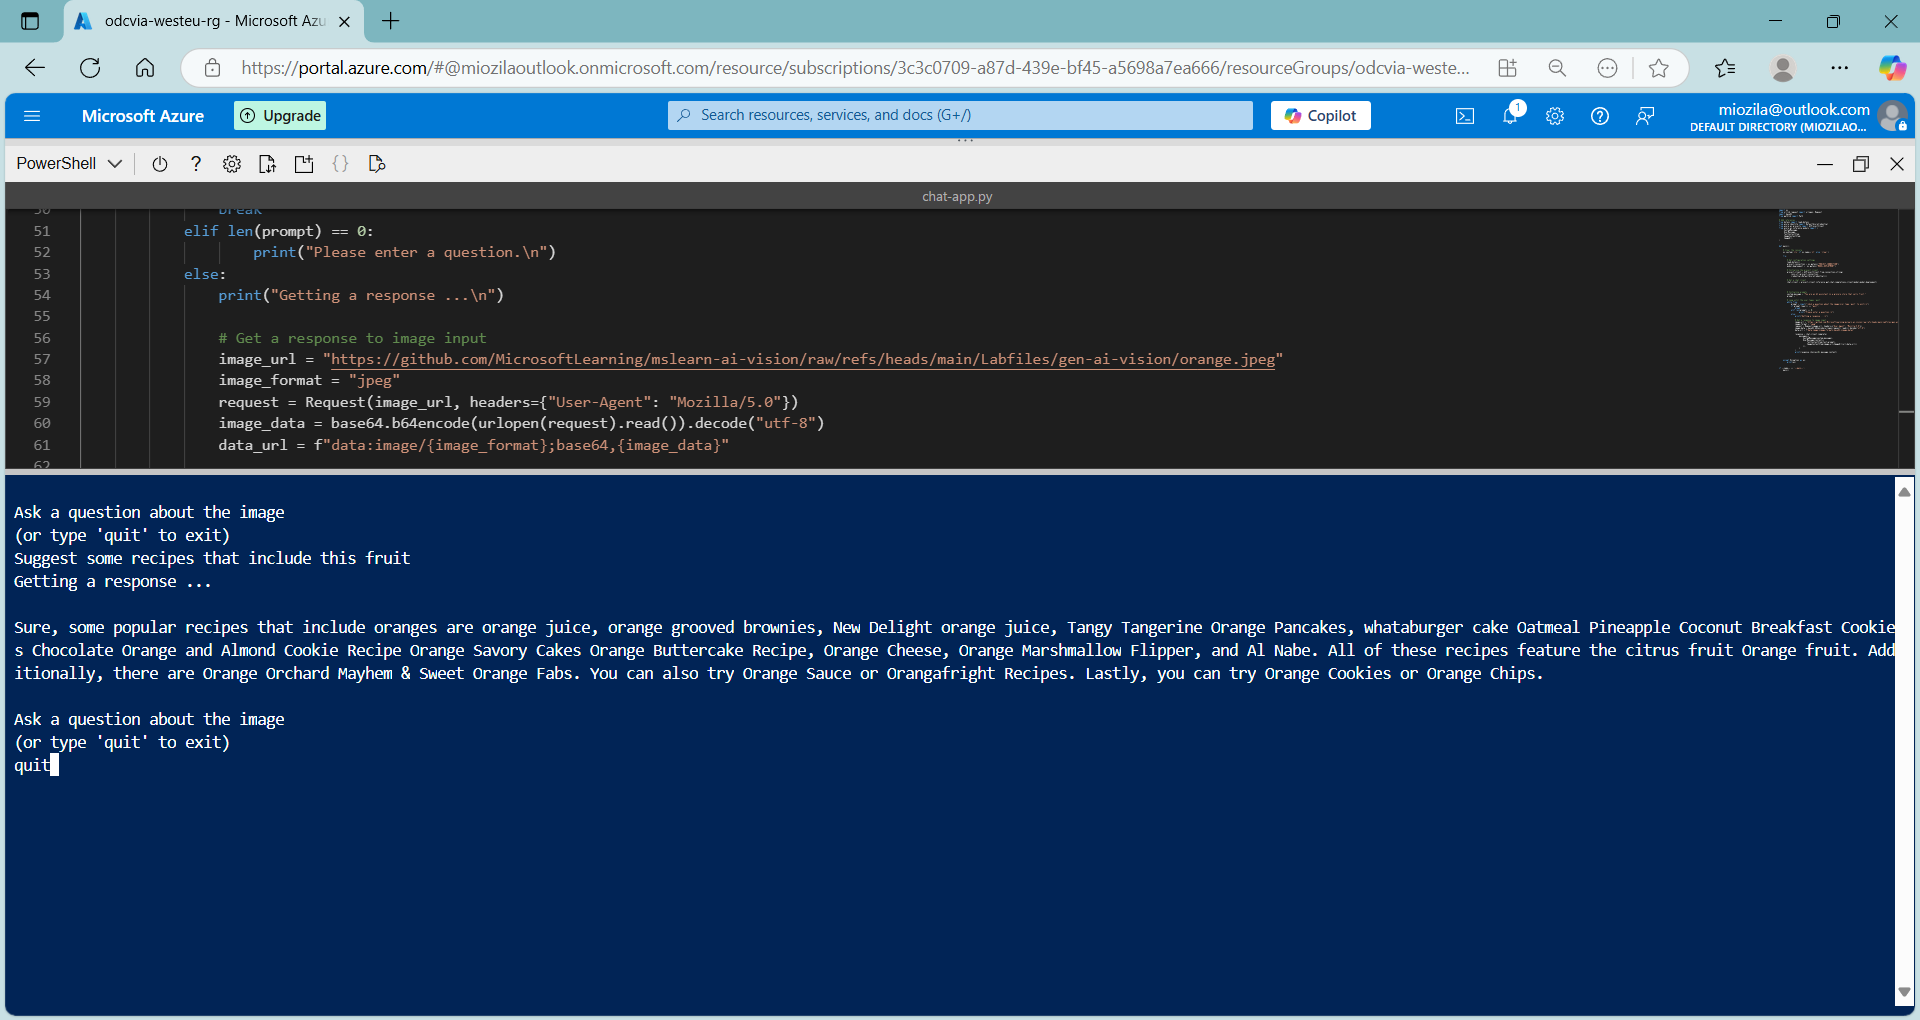 odcvia-westeu-rg - Microsoft Azu
https://portal.azure.com/#@miozilaoutlook.onmicrosoft.com/resource/subscriptions/3c3c0709-a87d-439e-bf45-a5698a7ea666/resourceGroups/odcvia-weste...
Microsoft Azure
Upgrade
Search resources, services, and docs (G+/)
Copilot
1
miozila@outlook.com
DEFAULT DIRECTORY (MIOZILAO...
PowerShell
chat-app.py
50 break
51 elif len(prompt) == 0:
52 print("Please enter a question.\n")
53 else:
54 print("Getting a response ...\n")
55
56 # Get a response to image input
57 image_url = "https://github.com/MicrosoftLearning/mslearn-ai-vision/raw/refs/heads/main/Labfiles/gen-ai-vision/orange.jpeg"
58 image_format = "jpeg"
59 request = Request(image_url, headers={"User-Agent": "Mozilla/5.0"})
60 image_data = base64.b64encode(urlopen(request).read()).decode("utf-8")
61 data_url = f"data:image/{image_format};base64,{image_data}"
62
Ask a question about the image
(or type 'quit' to exit)
Suggest some recipes that include this fruit
Getting a response ...
Sure, some popular recipes that include oranges are orange juice, orange grooved brownies, New Delight orange juice, Tangy Tangerine Orange Pancakes, whataburger cake Oatmeal Pineapple Coconut Breakfast Cookie
s Chocolate Orange and Almond Cookie Recipe Orange Savory Cakes Orange Buttercake Recipe, Orange Cheese, Orange Marshmallow Flipper, and Al Nabe. All of these recipes feature the citrus fruit Orange fruit. Add
itionally, there are Orange Orchard Mayhem & Sweet Orange Fabs. You can also try Orange Sauce or Orangafright Recipes. Lastly, you can try Orange Cookies or Orange Chips.
Ask a question about the image
(or type 'quit' to exit)
quit